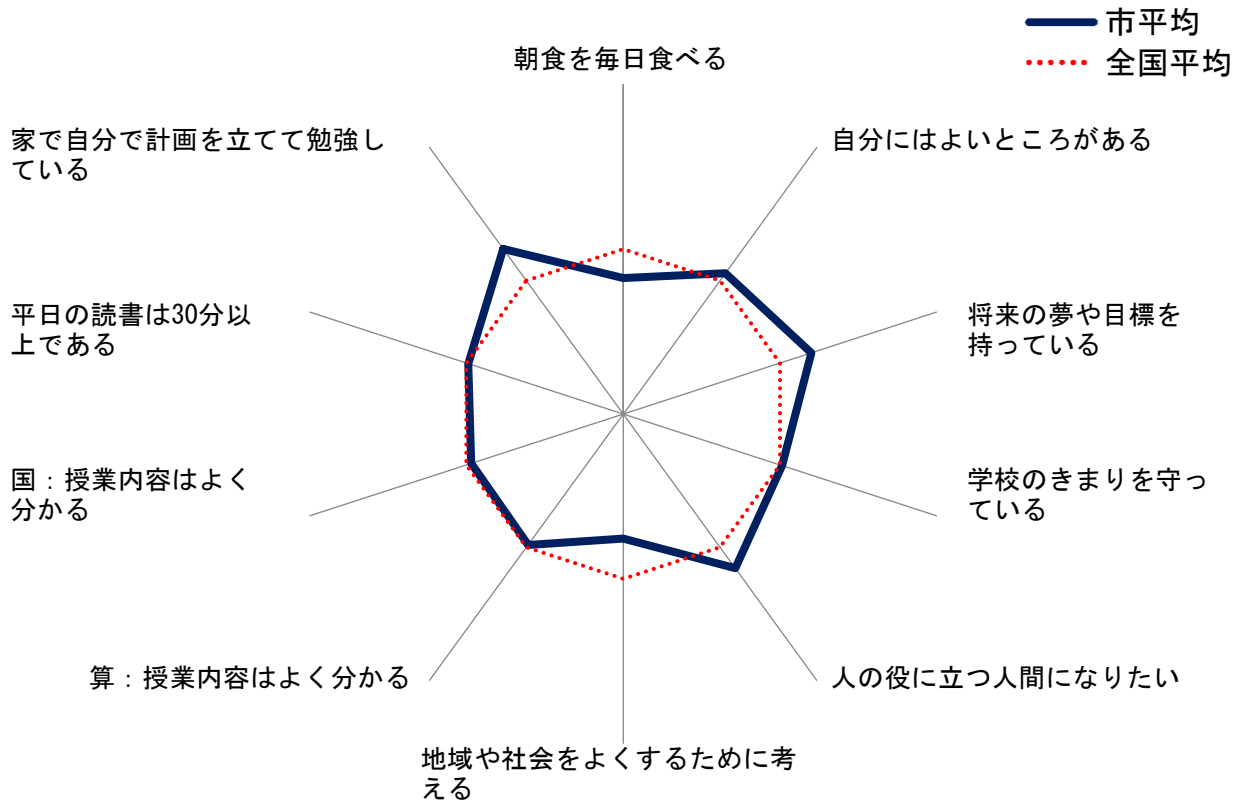 市平均
全国平均
朝食を毎日食べる
自分にはよいところがある
将来の夢や目標を
持っている
学校のきまりを守っ
ている
人の役に立つ人間になりたい
地域や社会をよくするために考
える
算：授業内容はよく分かる
国：授業内容はよく
分かる
平日の読書は30分以
上である
家で自分で計画を立てて勉強し
ている